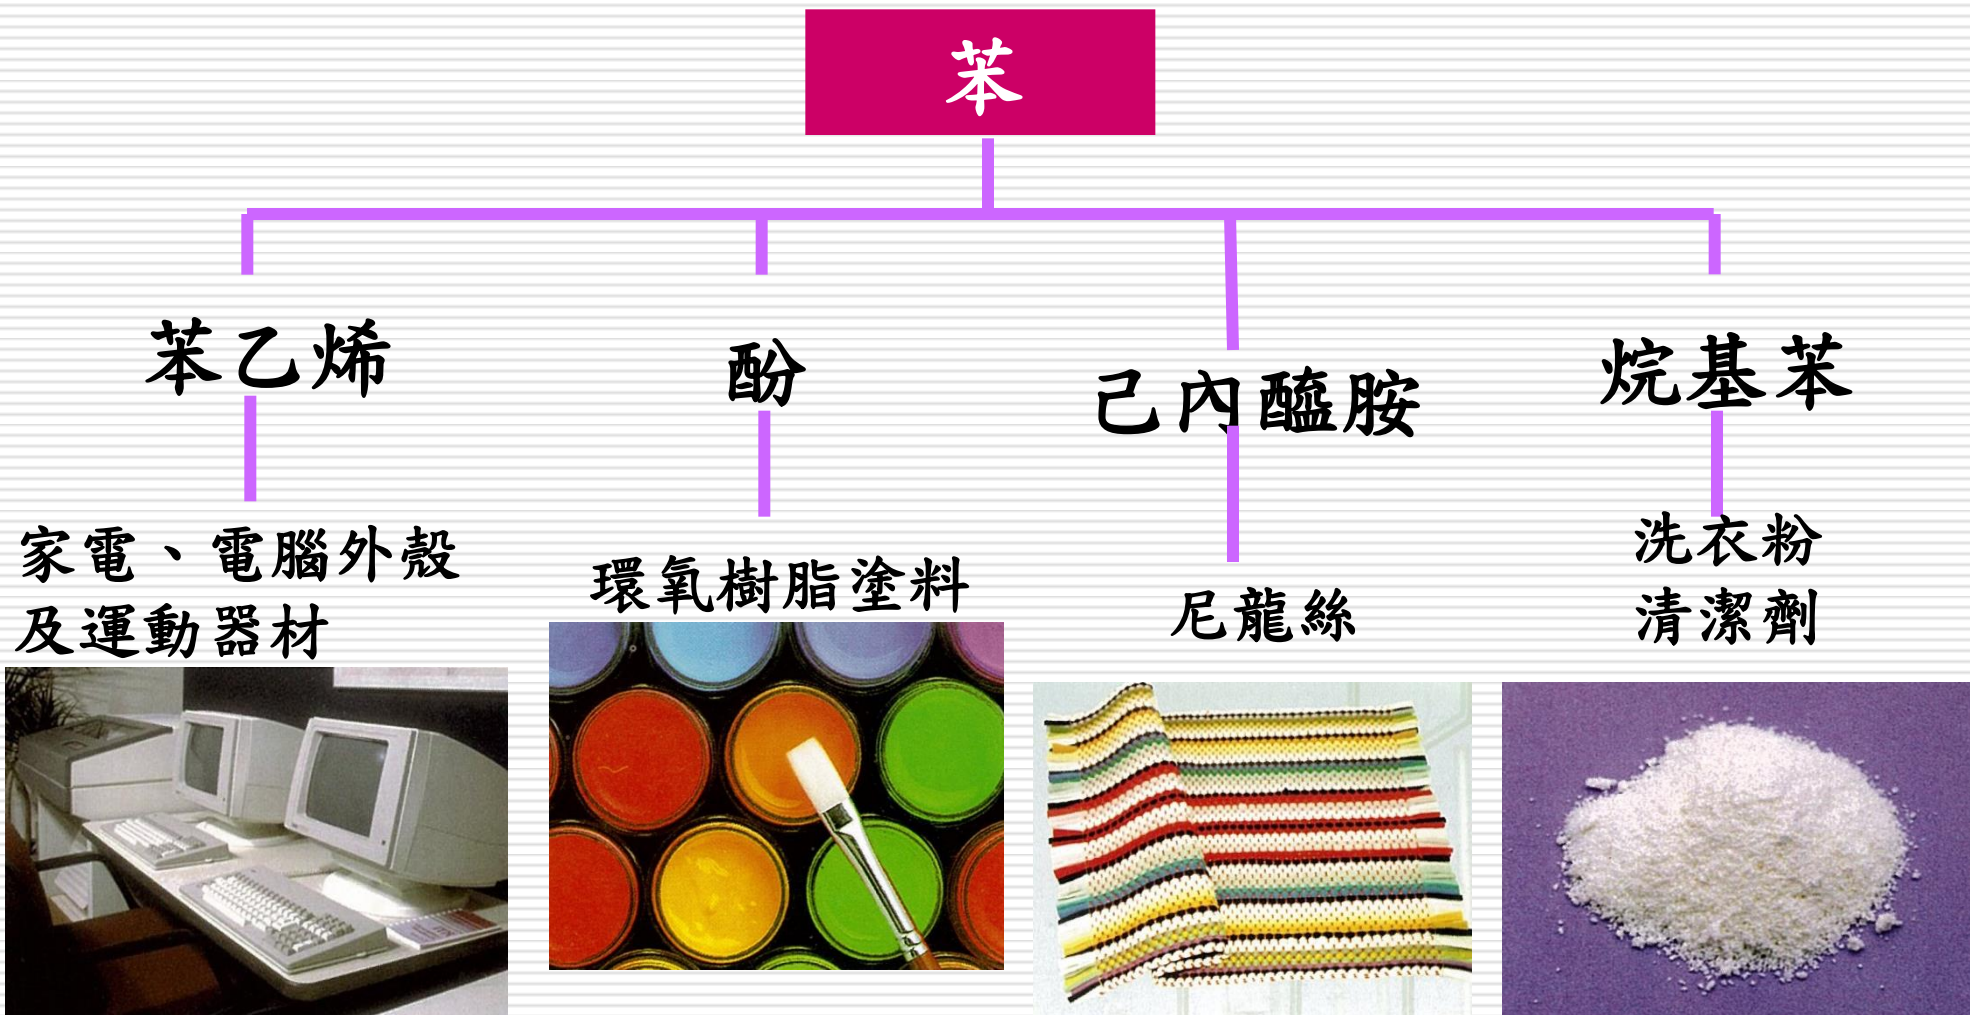 苯
苯乙烯
酚
己內醯胺
烷基苯
家電、電腦外殼
及運動器材
環氧樹脂塗料
尼龍絲
洗衣粉
清潔劑